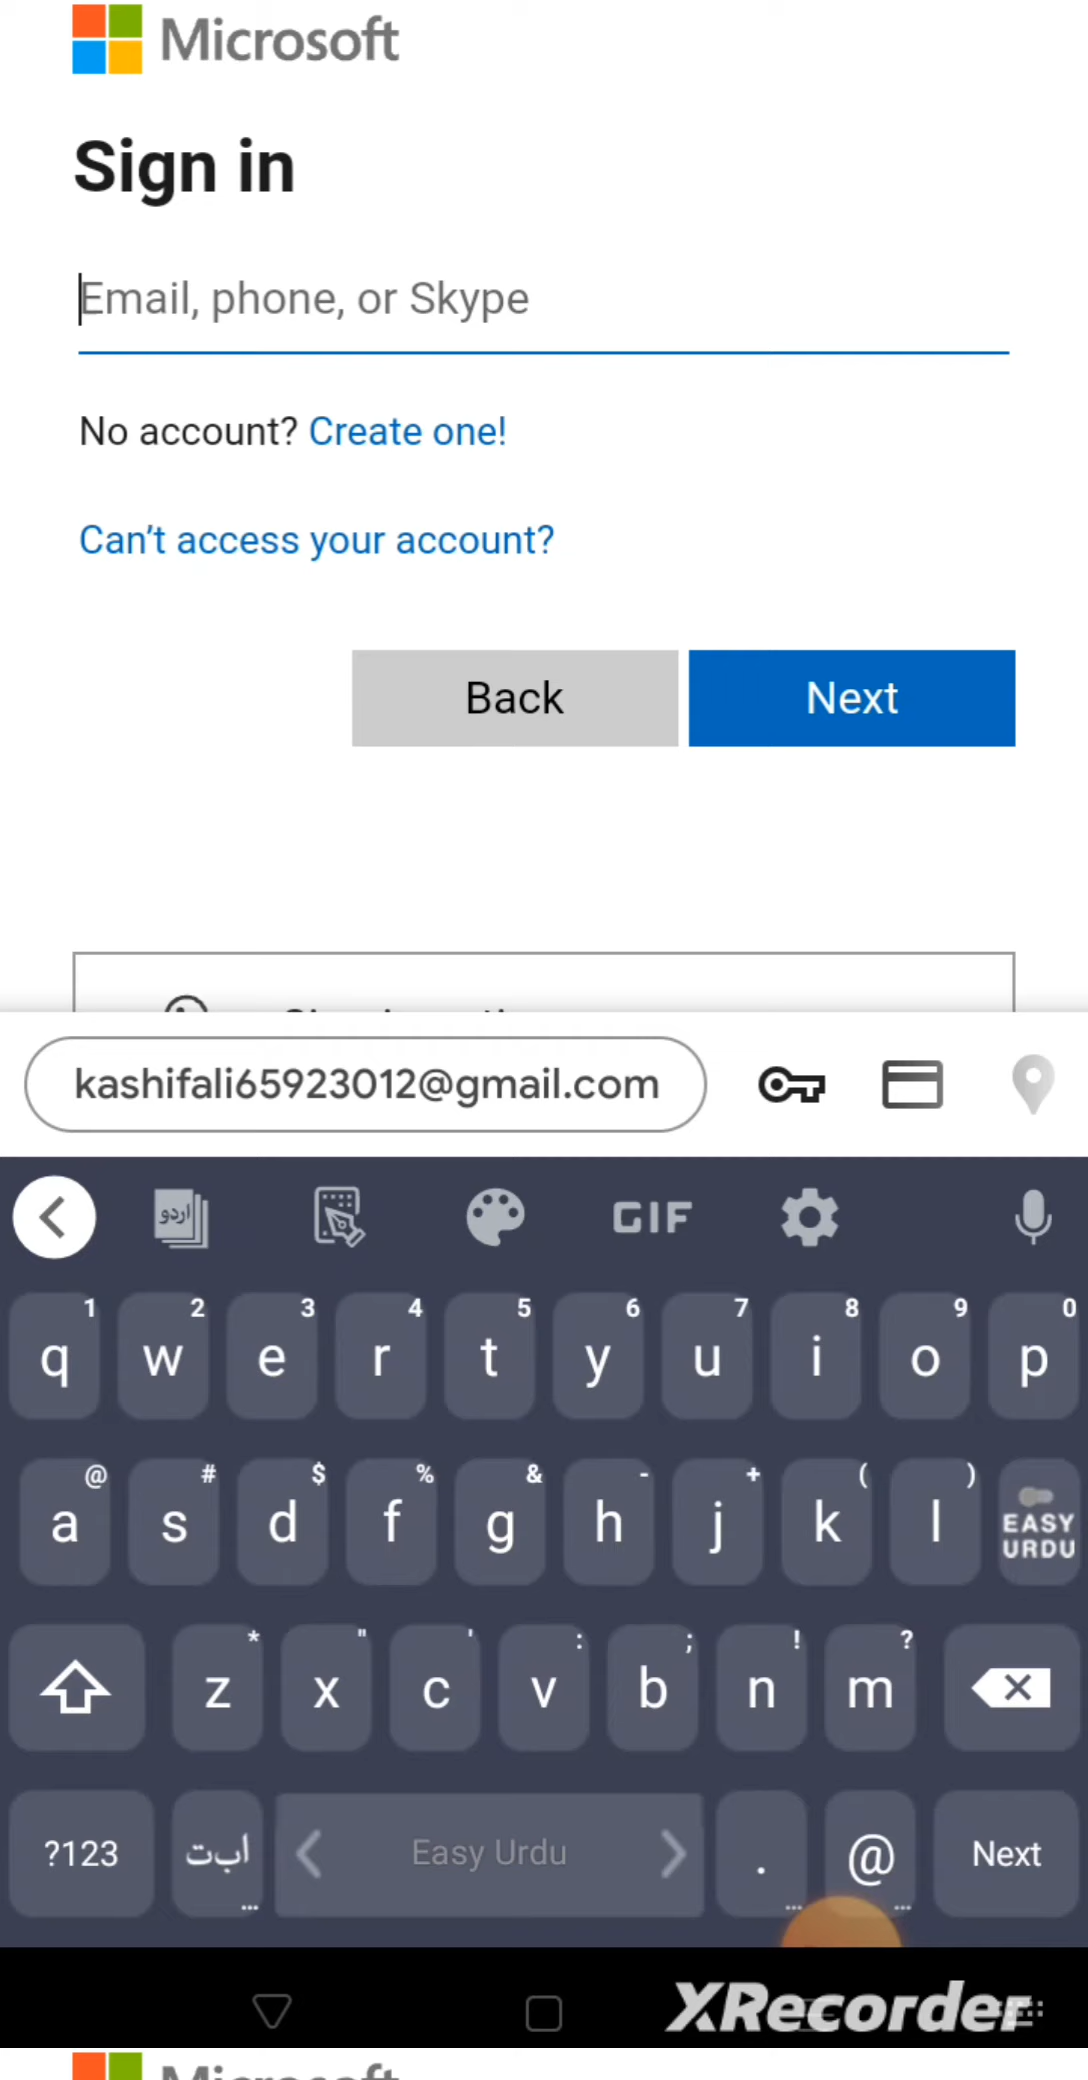 Microsoft
Sign in
Email, phone, or Skype
No account? Create one!
Can't access your account?
Back Next
kashifali65923012@gmail.com
اردو GIF
1 2 3 4 5 6 7 8 9 0
q w e r t y u i o p
@ # $ % & - + ( )
a s d f g h j k l EASY URDU
* " ' : ; ! ?
z x c v b n m
?123 ا ب ت Easy Urdu . @ Next
XRecorder
Microsoft